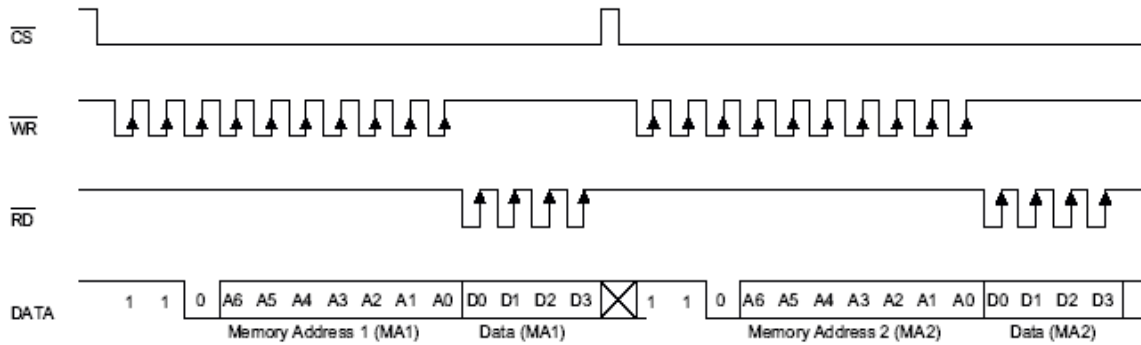 CS
WR
RD
DATA 1 1 0 A6 A5 A4 A3 A2 A1 A0 D0 D1 D2 D3 1 1 0 A6 A5 A4 A3 A2 A1 A0 D0 D1 D2 D3
Memory Address 1 (MA1) Data (MA1) Memory Address 2 (MA2) Data (MA2)